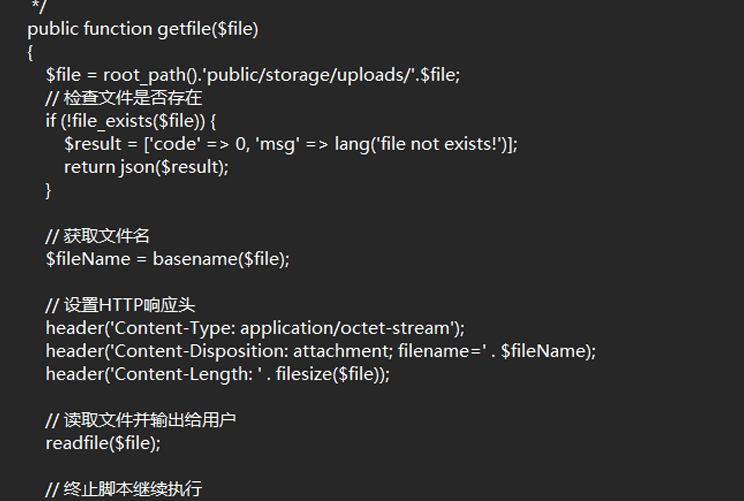 */
public function getfile($file)
{
$file = root_path().'public/storage/uploads/'.$file;
// 检查文件是否存在
if (!file_exists($file)) {
$result = ['code' => 0, 'msg' => lang('file not exists!')];
return json($result);
}
// 获取文件名
$fileName = basename($file);
// 设置HTTP响应头
header('Content-Type: application/octet-stream');
header('Content-Disposition: attachment; filename=' . $fileName);
header('Content-Length: ' . filesize($file));
// 读取文件并输出给用户
readfile($file);
// 终止脚本继续执行